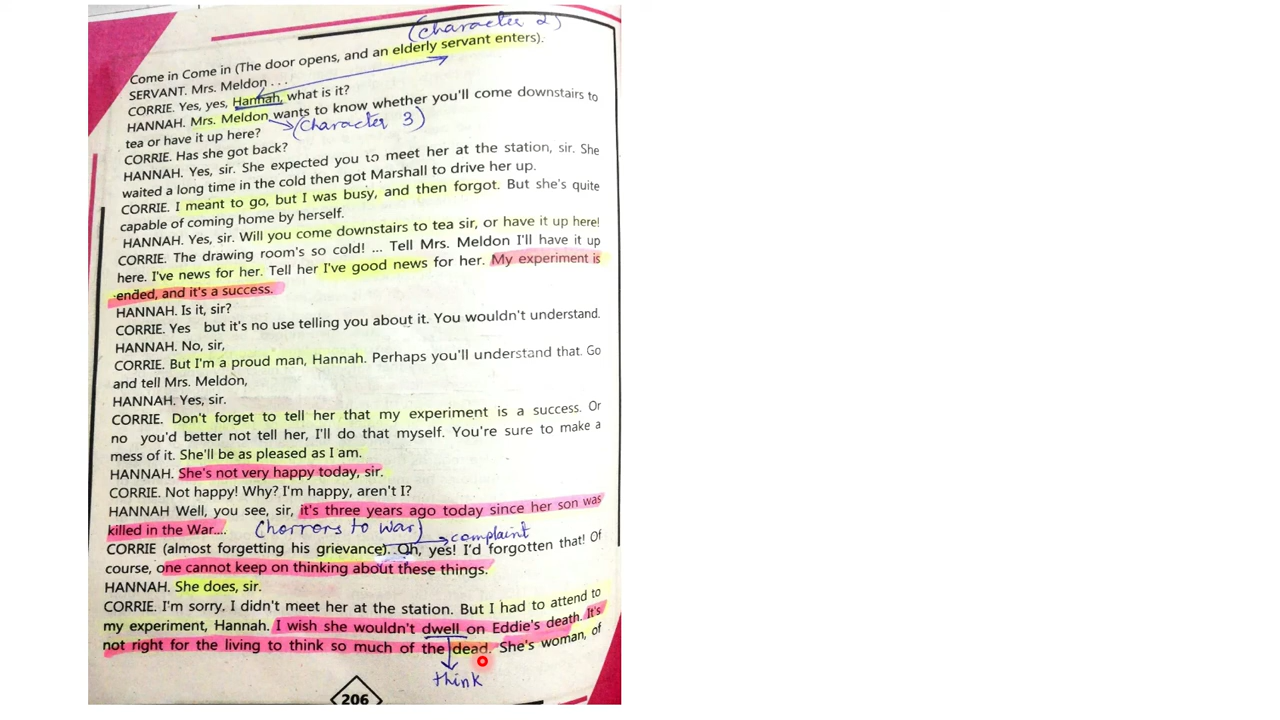 (character 2)
Come in Come in (The door opens, and an elderly servant enters).
SERVANT. Mrs. Meldon . . .
CORRIE. Yes, yes, Hannah, what is it?
HANNAH. Mrs. Meldon wants to know whether you'll come downstairs to
tea or have it up here?
(Character 3)
CORRIE. Has she got back?
HANNAH. Yes, sir. She expected you to meet her at the station, sir. She
waited a long time in the cold then got Marshall to drive her up.
CORRIE. I meant to go, but I was busy, and then forgot. But she's quite
capable of coming home by herself.
HANNAH. Yes, sir. Will you come downstairs to tea sir, or have it up here!
CORRIE. The drawing room's so cold! ... Tell Mrs. Meldon I'll have it up
here. I've news for her. Tell her I've good news for her. My experiment is
ended, and it's a success.
HANNAH. Is it, sir?
CORRIE. Yes but it's no use telling you about it. You wouldn't understand.
HANNAH. No, sir,
CORRIE. But I'm a proud man, Hannah. Perhaps you'll understand that. Go
and tell Mrs. Meldon,
HANNAH. Yes, sir.
CORRIE. Don't forget to tell her that my experiment is a success. Or
no you'd better not tell her, I'll do that myself. You're sure to make a
mess of it. She'll be as pleased as I am.
HANNAH. She's not very happy today, sir.
CORRIE. Not happy! Why? I'm happy, aren't I?
HANNAH Well, you see, sir, it's three years ago today since her son was
killed in the War....
(horrors to war)
complaint
CORRIE (almost forgetting his grievance). Oh, yes! I'd forgotten that! Of
course, one cannot keep on thinking about these things.
HANNAH. She does, sir.
CORRIE. I'm sorry, I didn't meet her at the station. But I had to attend to
my experiment, Hannah. I wish she wouldn't dwell on Eddie's death. It's
not right for the living to think so much of the dead. She's woman, of
think
206